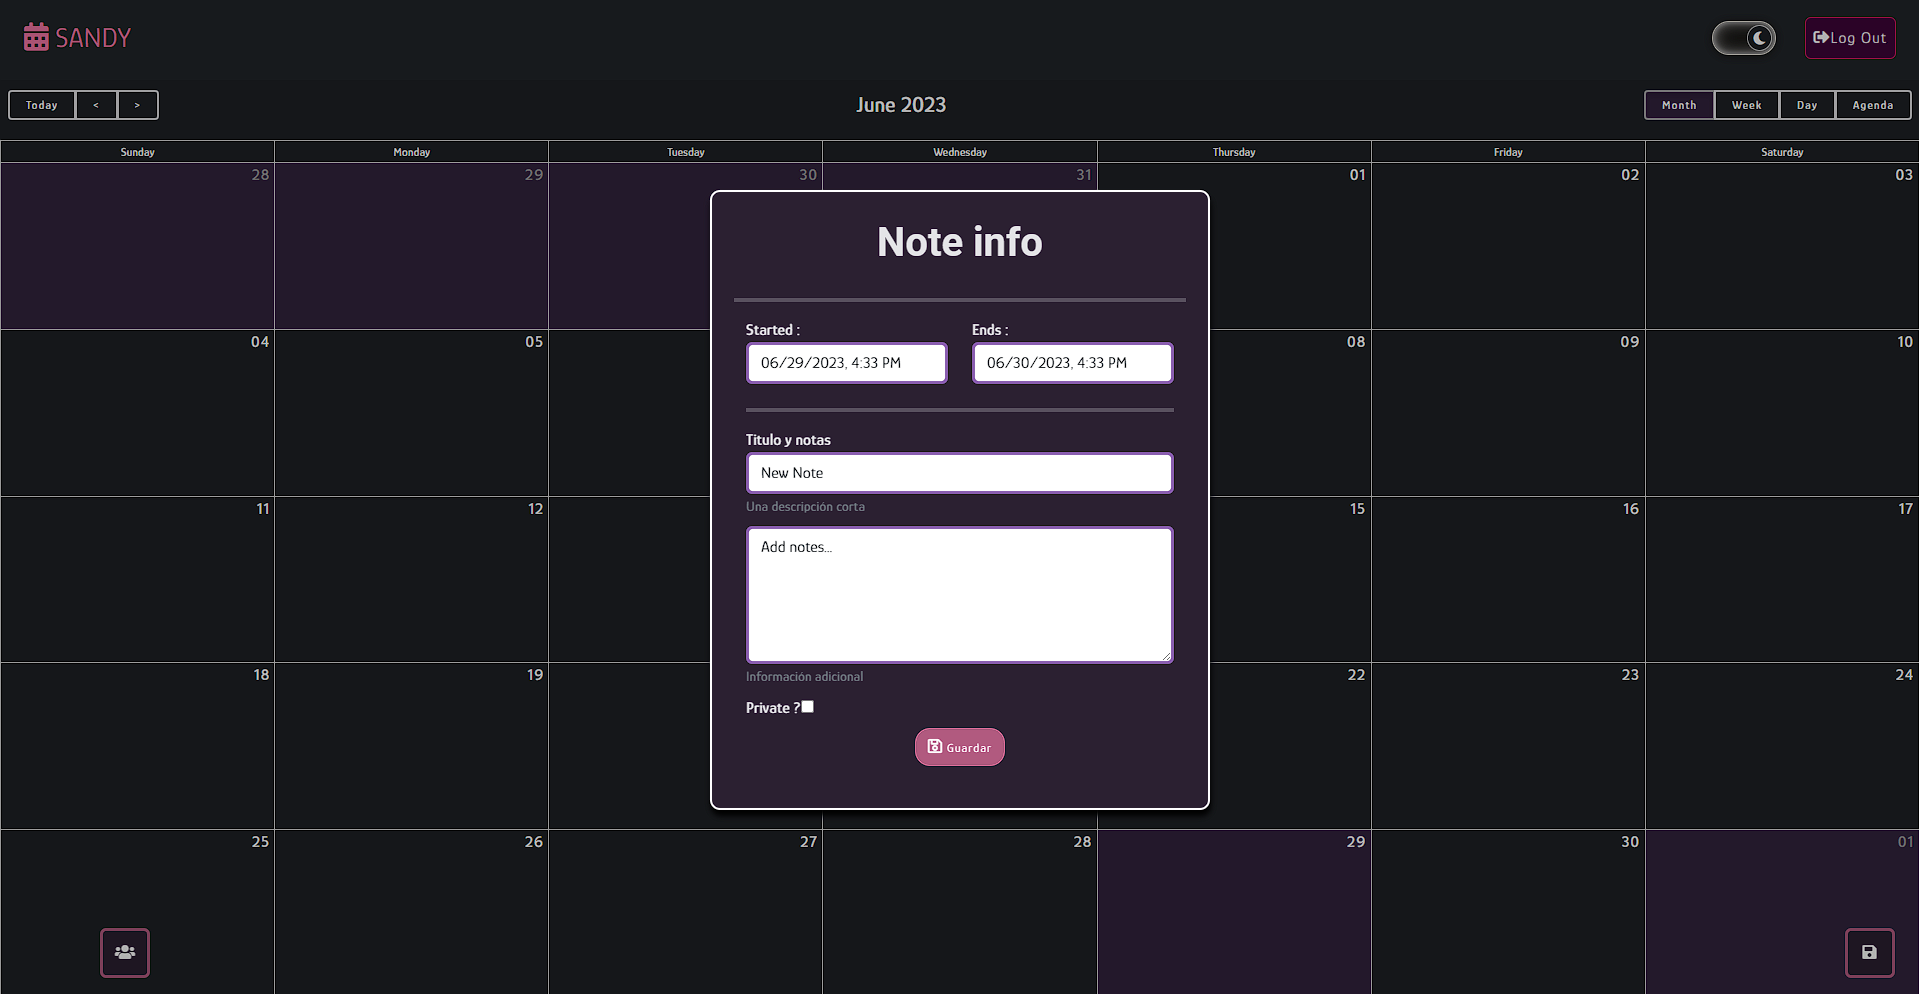 SANDY
Log Out
Today < >
June 2023
Month Week Day Agenda
Sunday Monday Tuesday Wednesday Thursday Friday Saturday
28 29 30 31 01 02 03
Note info
Started : Ends :
04 05 08 09 10
06/29/2023, 4:33 PM 06/30/2023, 4:33 PM
Titulo y notas
New Note
Una descripción corta
11 12 15 16 17
Add notes...
Información adicional
18 19 22 23 24
Private ?
Guardar
25 26 27 28 29 30 01